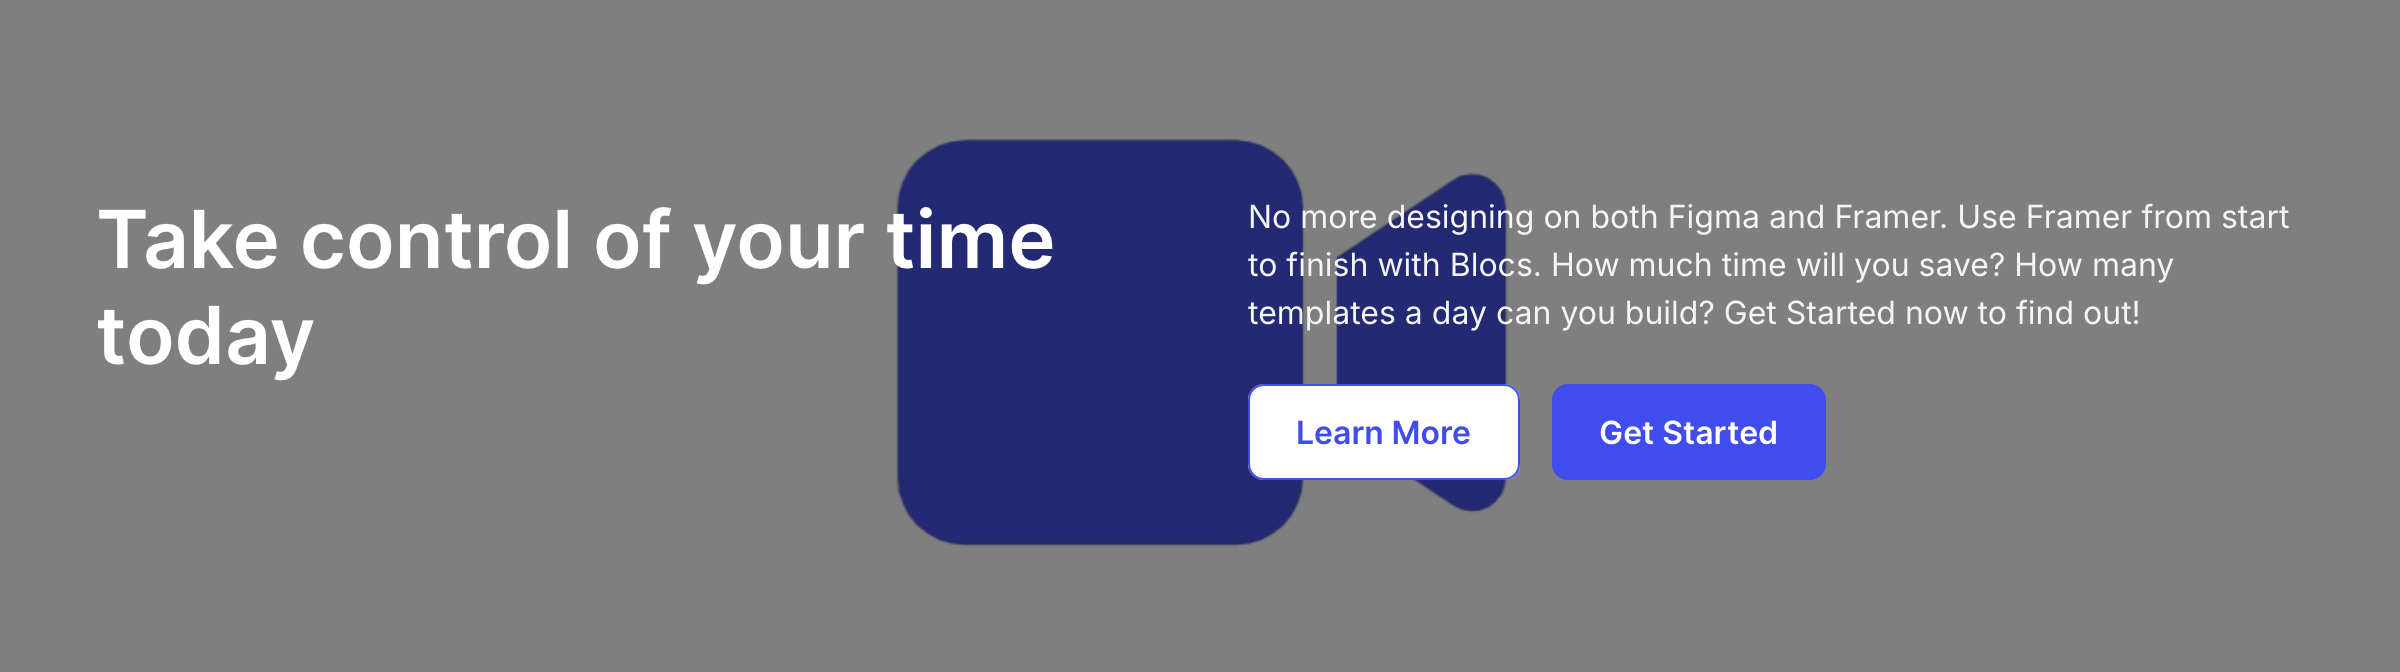 Take control of your time
today
No more designing on both Figma and Framer. Use Framer from start
to finish with Blocs. How much time will you save? How many
templates a day can you build? Get Started now to find out!
Learn More
Get Started